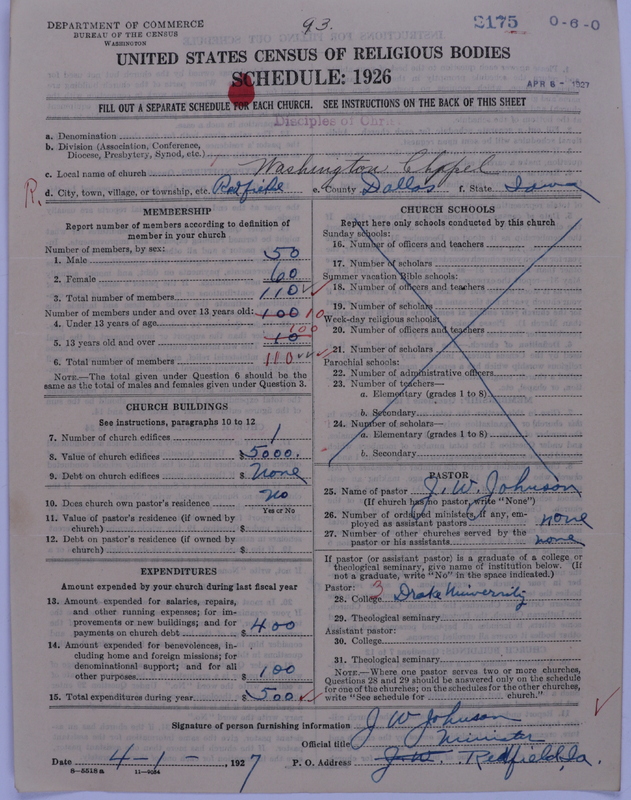 DEPARTMENT OF COMMERCE
BUREAU OF THE CENSUS
WASHINGTON
93.
S175 0-6-0
UNITED STATES CENSUS OF RELIGIOUS BODIES
SCHEDULE: 1926
APR 6 - 1927
FILL OUT A SEPARATE SCHEDULE FOR EACH CHURCH. SEE INSTRUCTIONS ON THE BACK OF THIS SHEET
Disciples of Christ
a. Denomination
b. Division (Association, Conference,
Diocese, Presbytery, Synod, etc.)
c. Local name of church Washington Chapel
R. d. City, town, village, or township, etc. Redfield e. County Dallas f. State Iowa
MEMBERSHIP
Report number of members according to definition of
member in your church
Number of members, by sex:
1. Male 50
2. Female 60
3. Total number of members 110
Number of members under and over 13 years old:
4. Under 13 years of age 100 10
5. 13 years old and over 10 100
6. Total number of members 110
NOTE.—The total given under Question 6 should be the
same as the total of males and females given under Question 3.
CHURCH BUILDINGS
See instructions, paragraphs 10 to 12
7. Number of church edifices 1
8. Value of church edifices $5000.
9. Debt on church edifices $ None
10. Does church own pastor's residence no
Yes or No
11. Value of pastor's residence (if owned by
church) $
12. Debt on pastor's residence (if owned by
church) $
EXPENDITURES
Amount expended by your church during last fiscal year
13. Amount expended for salaries, repairs,
and other running expenses; for im-
provements or new buildings; and for
payments on church debt $ 400
14. Amount expended for benevolences, in-
cluding home and foreign missions; for
denominational support; and for all
other purposes $ 100
15. Total expenditures during year $ 500
CHURCH SCHOOLS
Report here only schools conducted by this church
Sunday schools:
16. Number of officers and teachers
17. Number of scholars
Summer vacation Bible schools:
18. Number of officers and teachers
19. Number of scholars
Week-day religious schools:
20. Number of officers and teachers
21. Number of scholars
Parochial schools:
22. Number of administrative officers
23. Number of teachers—
a. Elementary (grades 1 to 8)
b. Secondary
24. Number of scholars—
a. Elementary (grades 1 to 8)
b. Secondary
PASTOR
25. Name of pastor J. W. Johnson
(If church has no pastor, write "None")
26. Number of ordained ministers, if any, em-
ployed as assistant pastors none
27. Number of other churches served by the
pastor or his assistants none
If pastor (or assistant pastor) is a graduate of a college or
theological seminary, give name of institution below. (If
not a graduate, write "No" in the space indicated.)
Pastor:
28. College 3 Drake University
29. Theological seminary
Assistant pastor:
30. College
31. Theological seminary
NOTE.—Where one pastor serves two or more churches,
Questions 28 and 29 should be answered only on the schedule
for one of the churches; on the schedules for the other churches,
write "See schedule for church."
Signature of person furnishing information J W Johnson
Official title Minister
Date 4-1-, 1927 P. O. Address J. W. Redfield, Ia.
8-5518a 11-9034